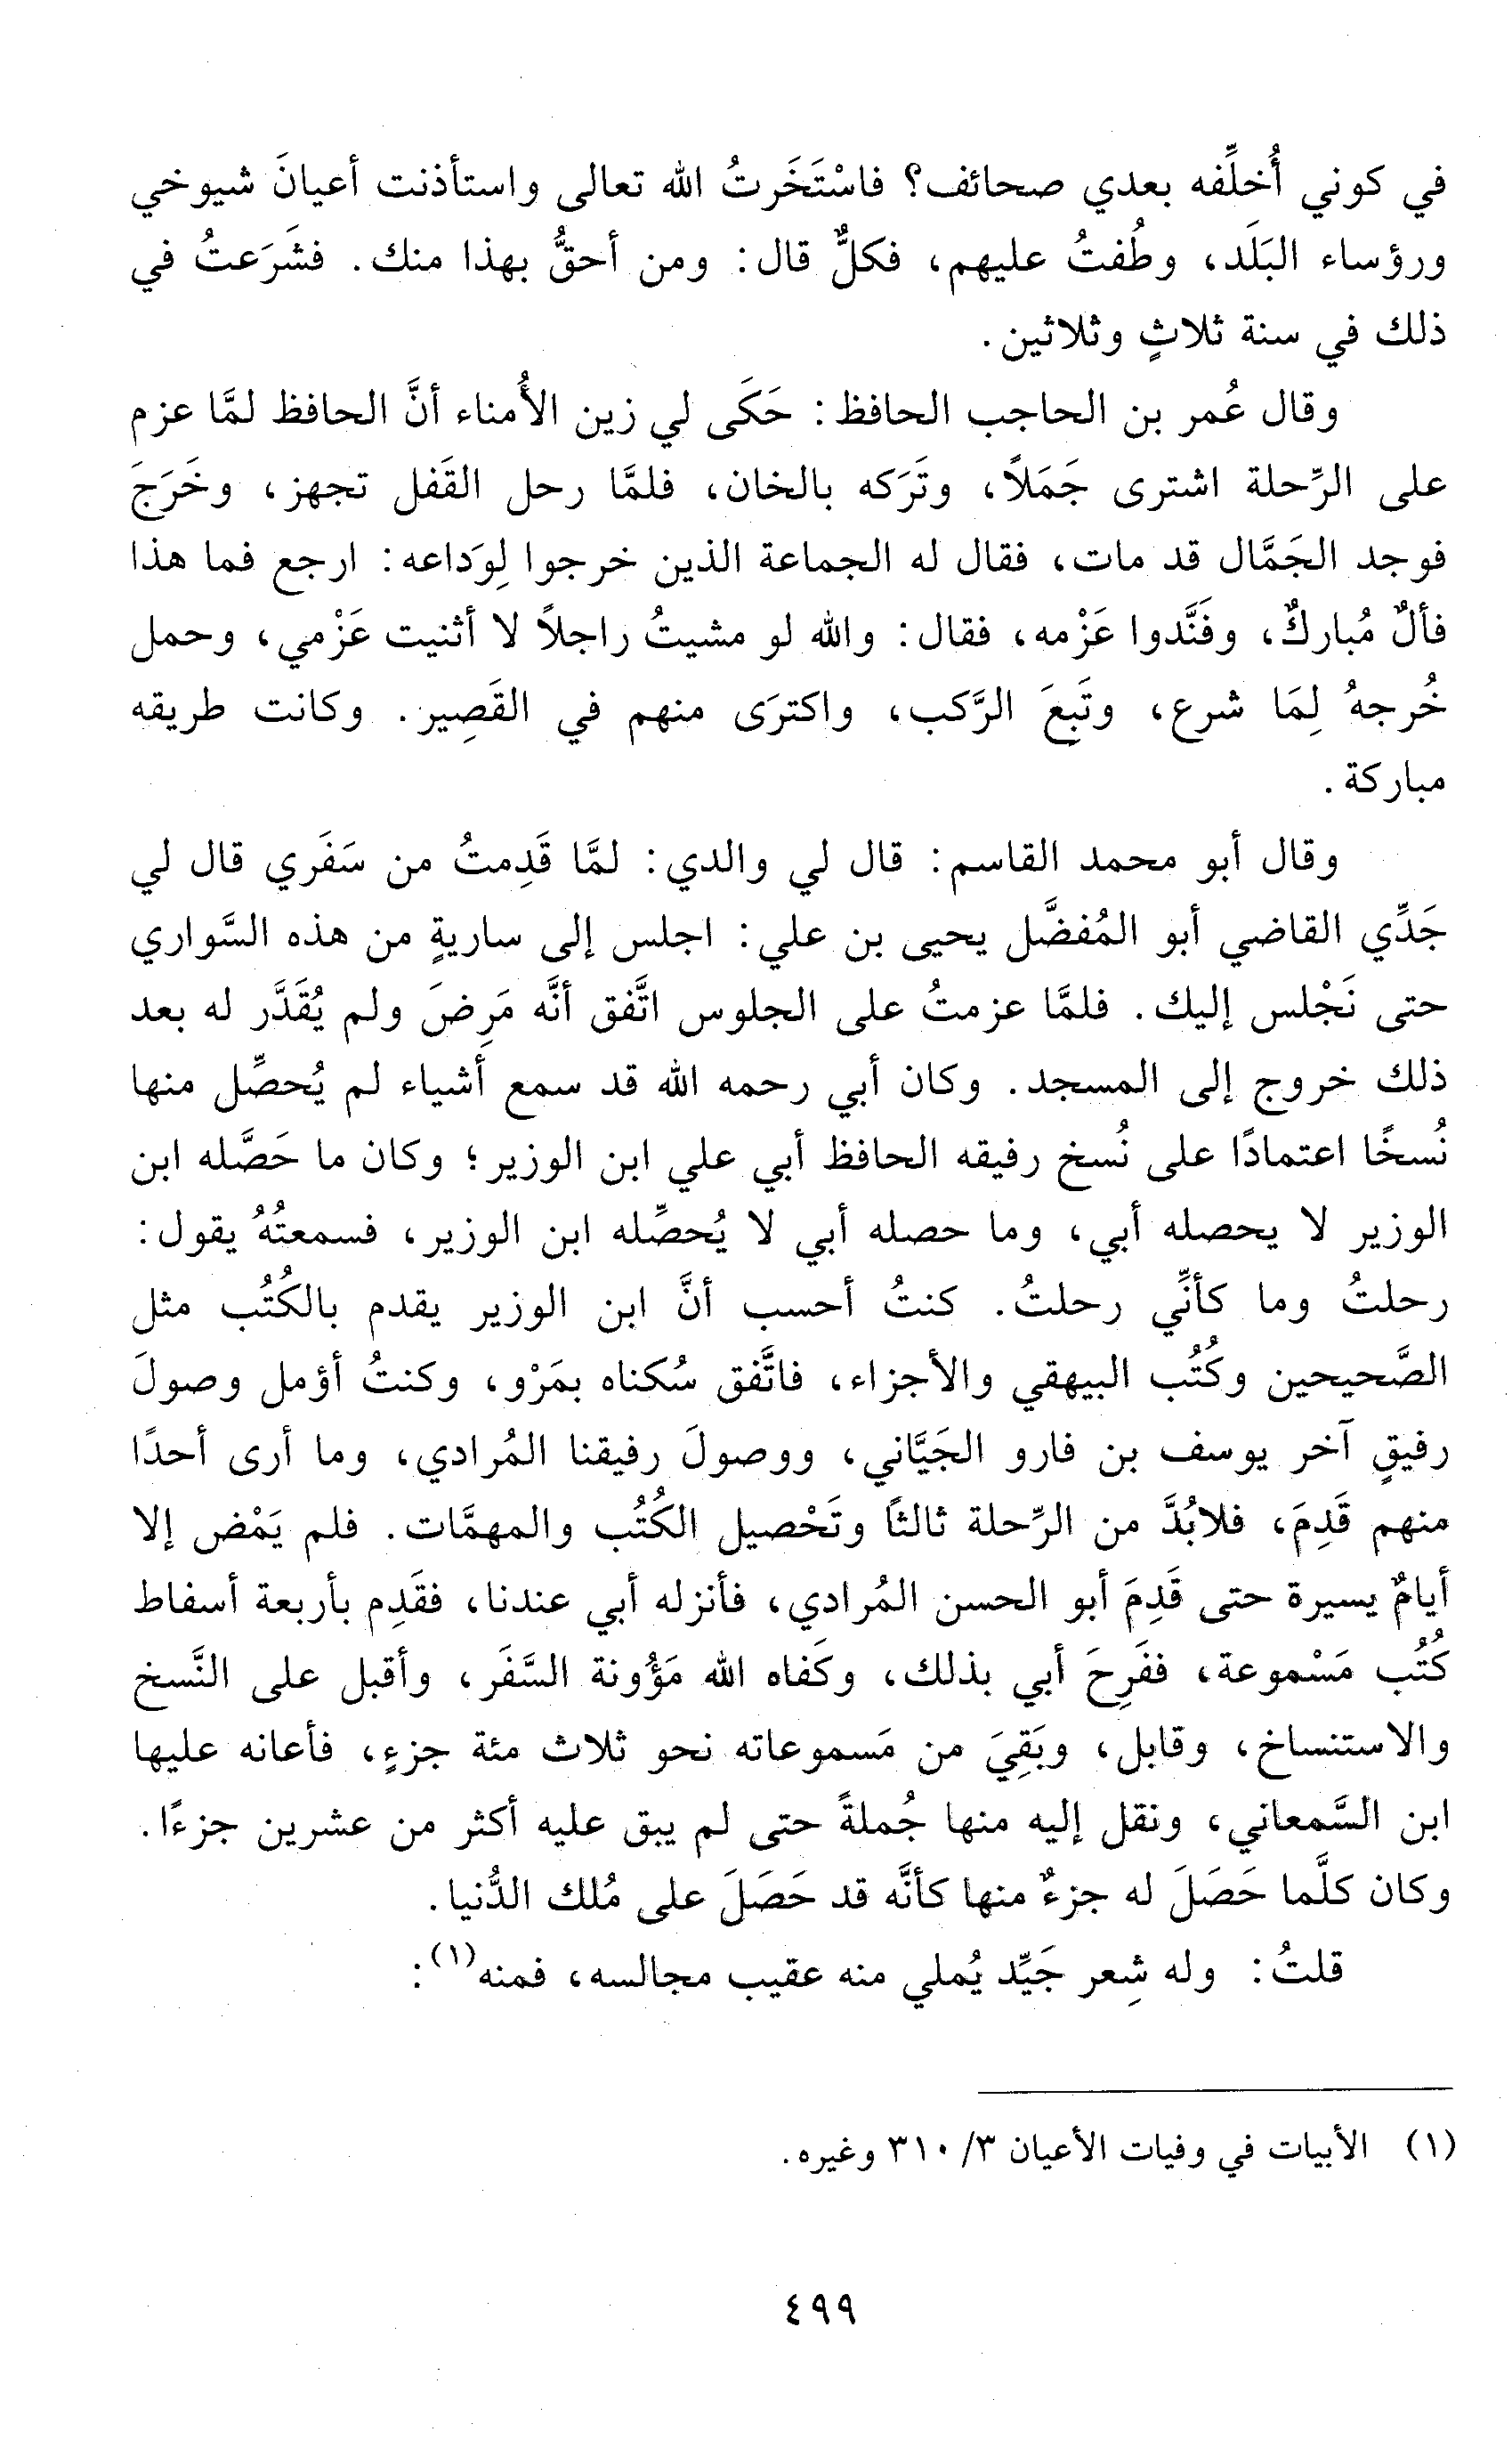 في كوني أُخلِّفه بعدي صحائف؟ فاسْتَخَرتُ الله تعالى واستأذنت أعيانَ شيوخي
ورؤساء البَلَد، وطُفتُ عليهم، فكلٌّ قال: ومن أحقُّ بهذا منك. فشَرَعتُ في
ذلك في سنة ثلاثٍ وثلاثين.
وقال عُمر بن الحاجب الحافظ: حَكَى لي زين الأُمناء أنَّ الحافظ لمَّا عزم
على الرِّحلة اشترى جَمَلاً، وتَرَكه بالخان، فلمَّا رحل القَفل تجهز، وخَرَجَ
فوجد الجَمَّال قد مات، فقال له الجماعة الذين خرجوا لِوَداعه: ارجع فما هذا
فألٌ مُباركٌ، وفَنَّدوا عَزْمه، فقال: والله لو مشيتُ راجلاً لا أثنيت عَزْمي، وحمل
خُرجهُ لِمَا شرع، وتَبِعَ الرَّكب، واكترَى منهم في القَصِير. وكانت طريقه
مباركة.
وقال أبو محمد القاسم: قال لي والدي: لمَّا قَدِمتُ من سَفَري قال لي
جَدِّي القاضي أبو المُفضَّل يحيى بن علي: اجلس إلى ساريةٍ من هذه السَّواري
حتى نَجْلس إليك. فلمَّا عزمتُ على الجلوس اتَّفق أنَّه مَرِضَ ولم يُقَدَّر له بعد
ذلك خروج إلى المسجد. وكان أبي رحمه الله قد سمع أشياء لم يُحصِّل منها
نُسخًا اعتمادًا على نُسخ رفيقه الحافظ أبي علي ابن الوزير؛ وكان ما حَصَّله ابن
الوزير لا يحصله أبي، وما حصله أبي لا يُحصِّله ابن الوزير، فسمعتُهُ يقول:
رحلتُ وما كأنِّي رحلتُ. كنتُ أحسب أنَّ ابن الوزير يقدم بالكُتُب مثل
الصَّحيحين وكُتُب البيهقي والأجزاء، فاتَّفق سُكناه بمَرْو، وكنتُ أؤمل وصولَ
رفيقٍ آخر يوسف بن فارو الجَيَّاني، ووصولَ رفيقنا المُرادي، وما أرى أحدًا
منهم قَدِمَ، فلابُدَّ من الرِّحلة ثالثًا وتَحْصيل الكُتُب والمهمَّات. فلم يَمْض إلا
أيامٌ يسيرة حتى قَدِمَ أبو الحسن المُرادي، فأنزله أبي عندنا، فقَدِم بأربعة أسفاط
كُتُب مَسْموعة، ففَرِحَ أبي بذلك، وكَفاه الله مَؤُونة السَّفَر، وأقبل على النَّسخ
والاستنساخ، وقابل، وبَقِيَ من مَسموعاته نحو ثلاث مئة جزءٍ، فأعانه عليها
ابن السَّمعاني، ونقل إليه منها جُملةً حتى لم يبق عليه أكثر من عشرين جزءًا.
وكان كلَّما حَصَلَ له جزءٌ منها كأنَّه قد حَصَلَ على مُلك الدُّنيا.
قلتُ: وله شِعر جَيِّد يُملي منه عقيب مجالسه، فمنه(١):
(١) الأبيات في وفيات الأعيان ٣/ ٣١٠ وغيره.
٤٩٩